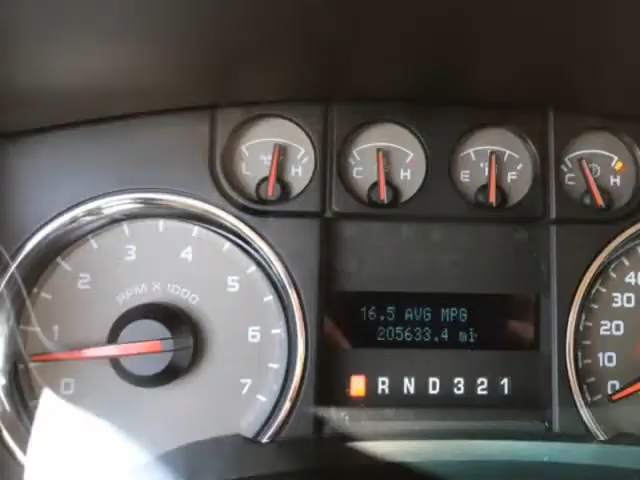 L H
C H
E F
C H
0 1 2 3 4 5 6 7
RPM X 1000
16.5 AVG MPG
205633.4 mi
R N D 3 2 1
40
30
20
10
0